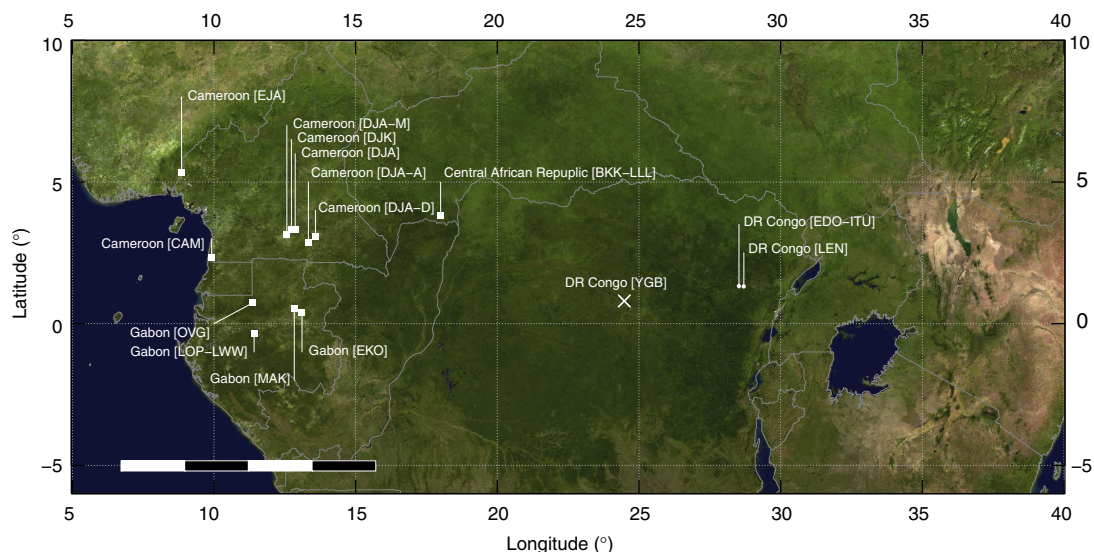 5 10 15 20 25 30 35 40
10 10
Cameroon [EJA]
Cameroon [DJA–M]
Cameroon [DJK]
Cameroon [DJA]
Cameroon [DJA–A]
Central African Repuplic [BKK–LLL]
5 5
Cameroon [DJA–D]
DR Congo [EDO–ITU]
Cameroon [CAM]
DR Congo [LEN]
DR Congo [YGB]
Gabon [OVG]
0 0
Gabon [LOP–LWW]
Gabon [EKO]
Gabon [MAK]
–5 –5
5 10 15 20 25 30 35 40
Latitude (°)
Longitude (°)